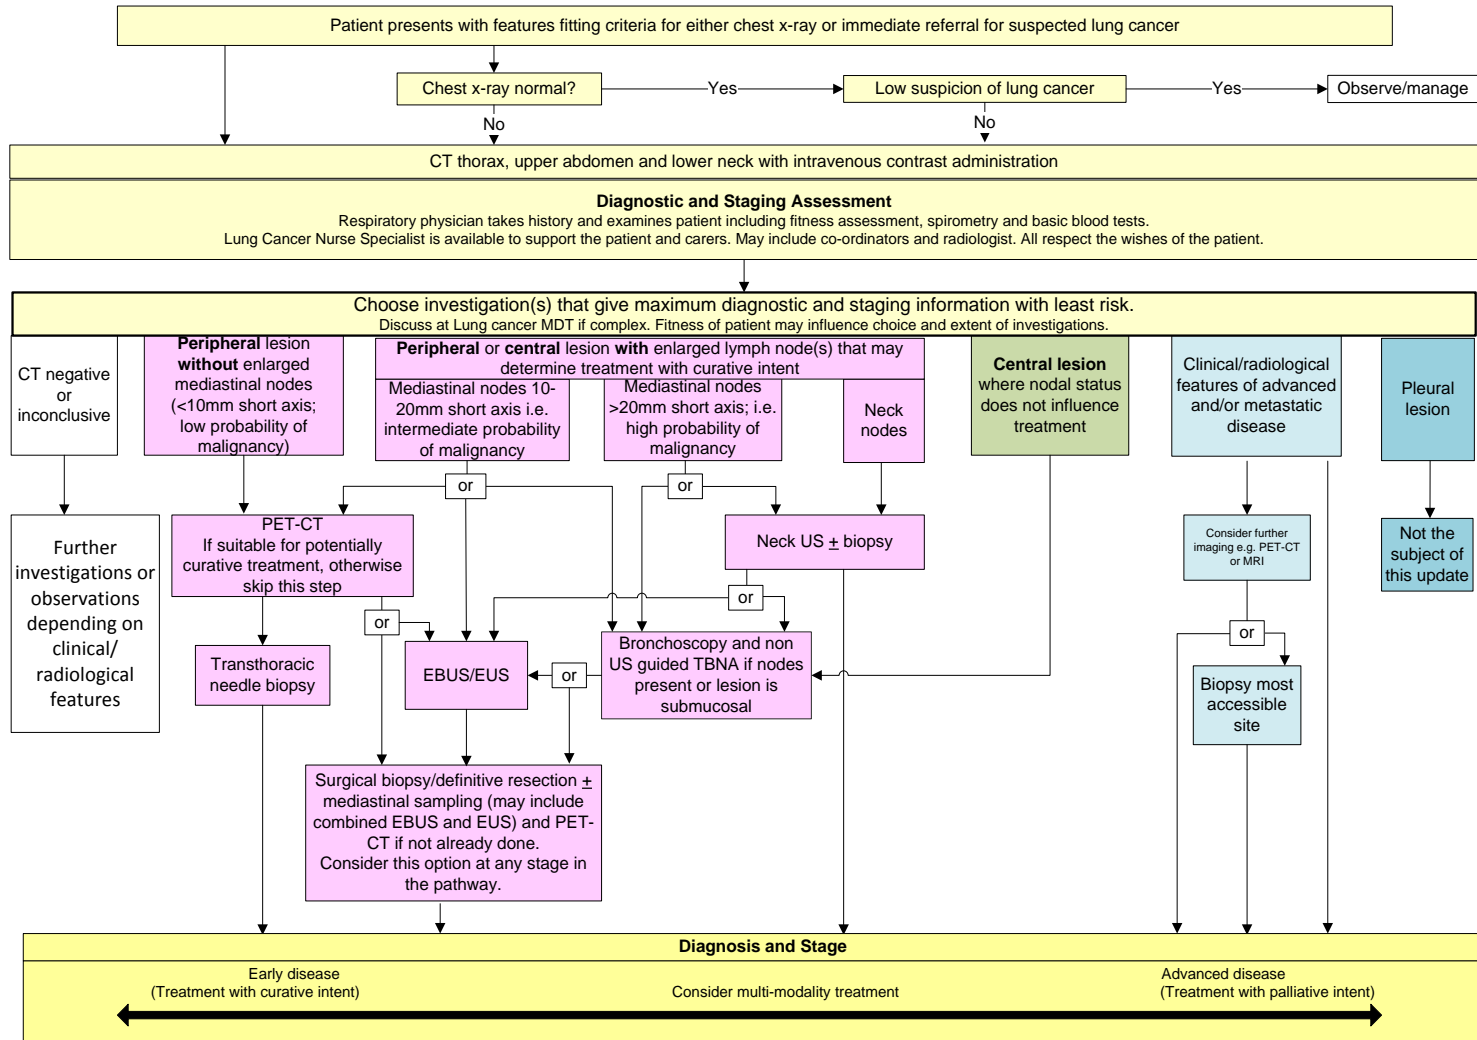 Patient presents with features fitting criteria for either chest x-ray or immediate referral for suspected lung cancer
Chest x-ray normal?
Yes
Low suspicion of lung cancer
Yes
Observe/manage
No
No
CT thorax, upper abdomen and lower neck with intravenous contrast administration
Diagnostic and Staging Assessment
Respiratory physician takes history and examines patient including fitness assessment, spirometry and basic blood tests.
Lung Cancer Nurse Specialist is available to support the patient and carers. May include co-ordinators and radiologist. All respect the wishes of the patient.
Choose investigation(s) that give maximum diagnostic and staging information with least risk.
Discuss at Lung cancer MDT if complex. Fitness of patient may influence choice and extent of investigations.
CT negative
or
inconclusive
Peripheral lesion
without enlarged
mediastinal nodes
(<10mm short axis;
low probability of
malignancy)
Peripheral or central lesion with enlarged lymph node(s) that may
determine treatment with curative intent
Mediastinal nodes 10-
20mm short axis i.e.
intermediate probability
of malignancy
Mediastinal nodes
>20mm short axis; i.e.
high probability of
malignancy
Neck
nodes
Central lesion
where nodal status
does not influence
treatment
Clinical/radiological
features of advanced
and/or metastatic
disease
Pleural
lesion
or
or
Further
investigations or
observations
depending on
clinical/
radiological
features
PET-CT
If suitable for potentially
curative treatment, otherwise
skip this step
Neck US ± biopsy
Consider further
imaging e.g. PET-CT
or MRI
Not the
subject of
this update
or
or
or
Transthoracic
needle biopsy
EBUS/EUS
or
Bronchoscopy and non
US guided TBNA if nodes
present or lesion is
submucosal
Biopsy most
accessible
site
Surgical biopsy/definitive resection ±
mediastinal sampling (may include
combined EBUS and EUS) and PET-
CT if not already done.
Consider this option at any stage in
the pathway.
Diagnosis and Stage
Early disease
(Treatment with curative intent)
Consider multi-modality treatment
Advanced disease
(Treatment with palliative intent)